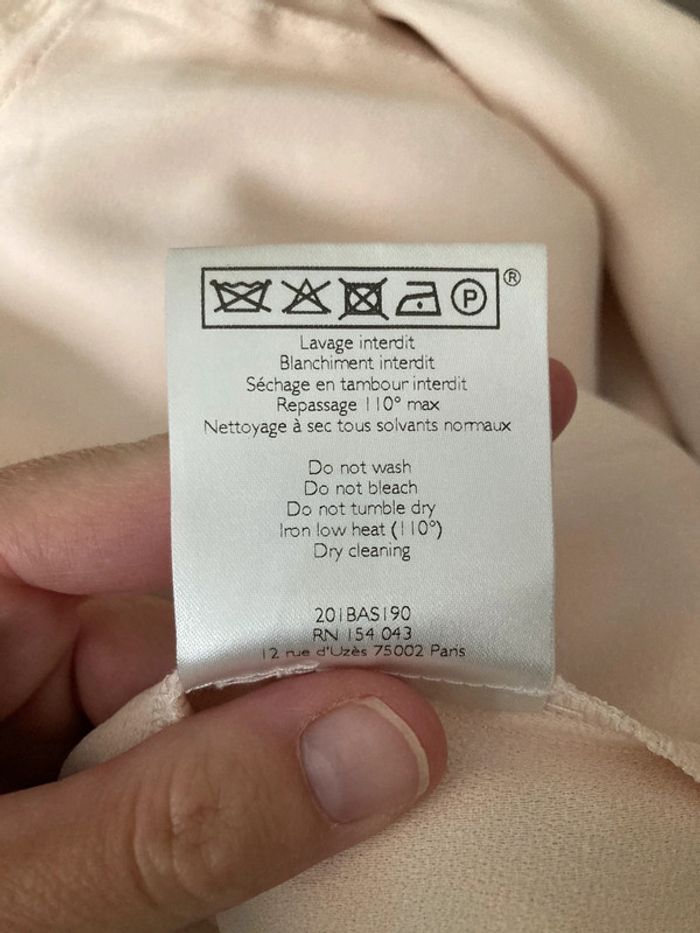 P ®
Lavage interdit
Blanchiment interdit
Séchage en tambour interdit
Repassage 110° max
Nettoyage à sec tous solvants normaux
Do not wash
Do not bleach
Do not tumble dry
Iron low heat (110°)
Dry cleaning
201BAS190
RN 154 043
12 rue d'Uzès 75002 Paris